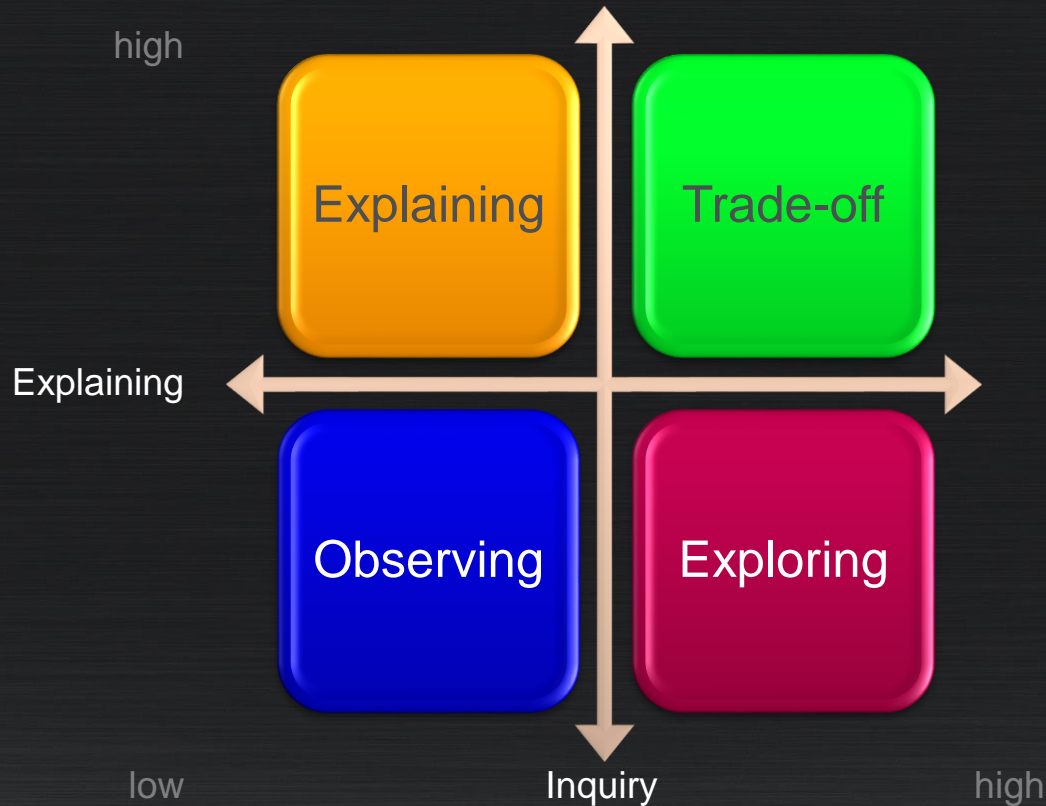 high
Explaining
Trade-off
Explaining
Observing
Exploring
low
Inquiry
high